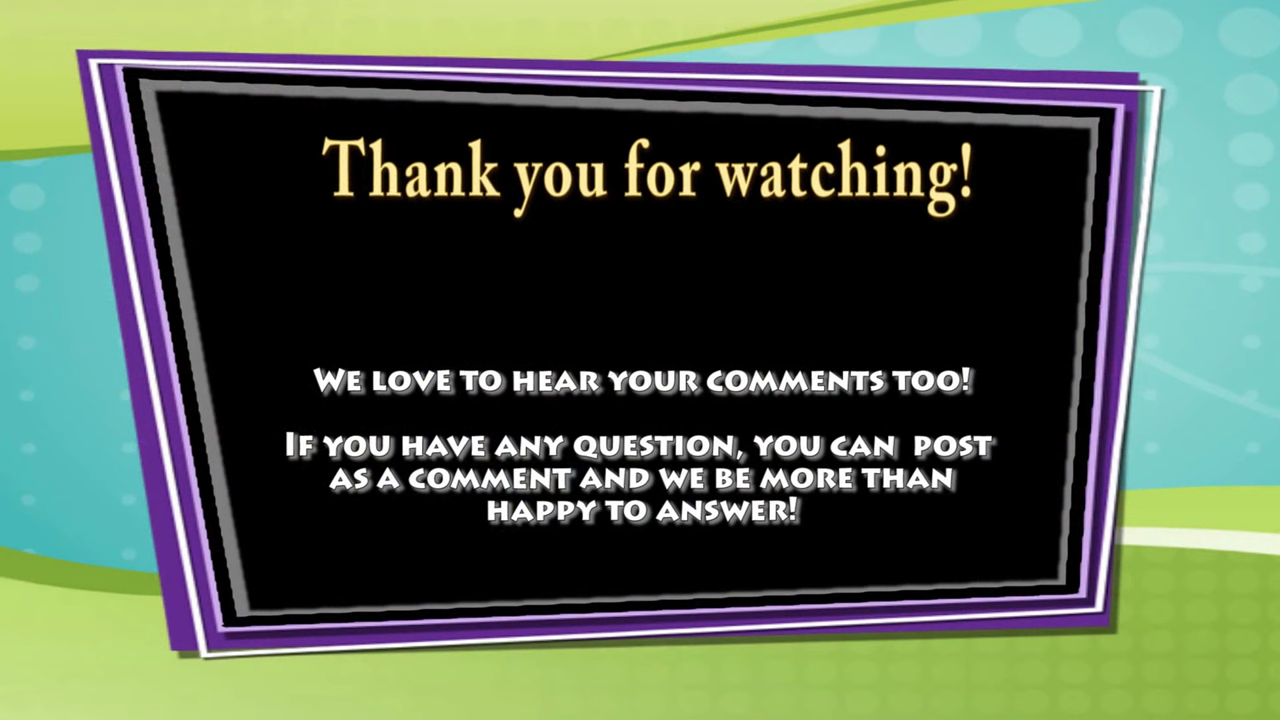 Thank you for watching!
We love to hear your comments too!
If you have any question, you can post
as a comment and we be more than
happy to answer!